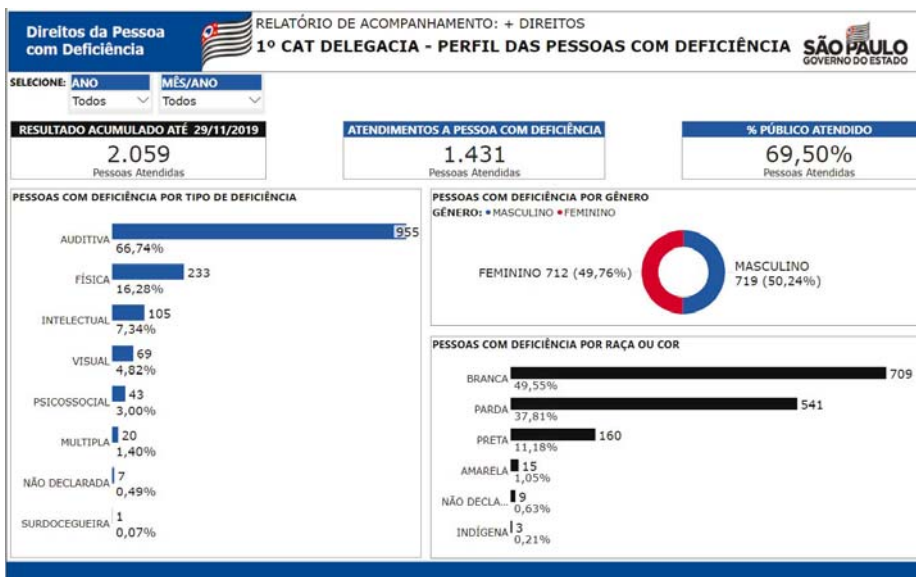 Direitos da Pessoa
com Deficiência
RELATÓRIO DE ACOMPANHAMENTO: + DIREITOS
1º CAT DELEGACIA - PERFIL DAS PESSOAS COM DEFICIÊNCIA
SÃO PAULO
GOVERNO DO ESTADO
SELECIONE: ANO MÊS/ANO
Todos Todos
RESULTADO ACUMULADO ATÉ 29/11/2019
2.059
Pessoas Atendidas
ATENDIMENTOS A PESSOA COM DEFICIÊNCIA
1.431
Pessoas Atendidas
% PÚBLICO ATENDIDO
69,50%
Pessoas Atendidas
PESSOAS COM DEFICIÊNCIA POR TIPO DE DEFICIÊNCIA
AUDITIVA 955
66,74%
FÍSICA 233
16,28%
INTELECTUAL 105
7,34%
VISUAL 69
4,82%
PSICOSSOCIAL 43
3,00%
MULTIPLA 20
1,40%
NÃO DECLARADA 7
0,49%
SURDOCEGUEIRA 1
0,07%
PESSOAS COM DEFICIÊNCIA POR GÊNERO
GÊNERO: MASCULINO FEMININO
FEMININO 712 (49,76%)
MASCULINO
719 (50,24%)
PESSOAS COM DEFICIÊNCIA POR RAÇA OU COR
BRANCA 709
49,55%
PARDA 541
37,81%
PRETA 160
11,18%
AMARELA 15
1,05%
NÃO DECLA... 9
0,63%
INDÍGENA 3
0,21%